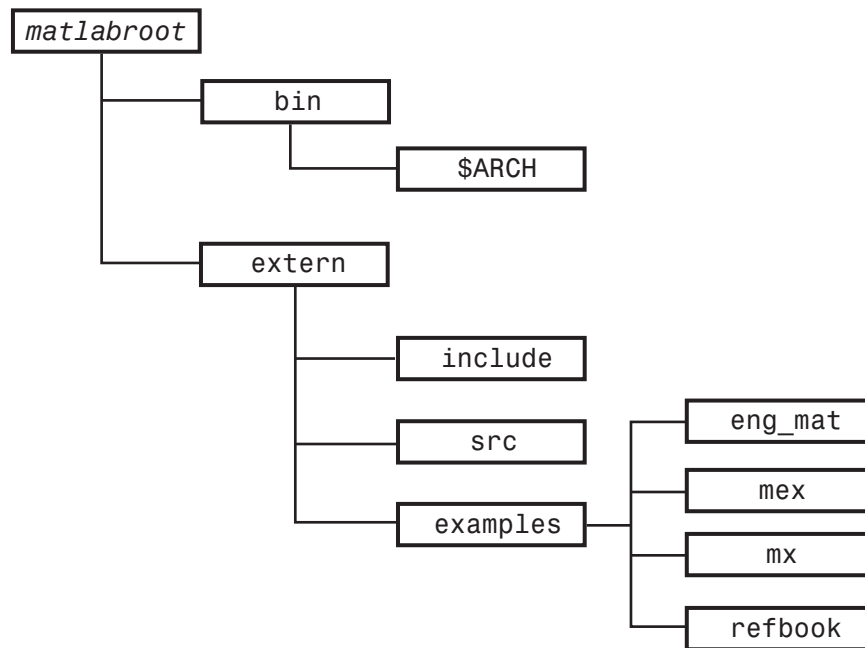 matlabroot
bin
$ARCH
extern
include
src
examples
eng_mat
mex
mx
refbook